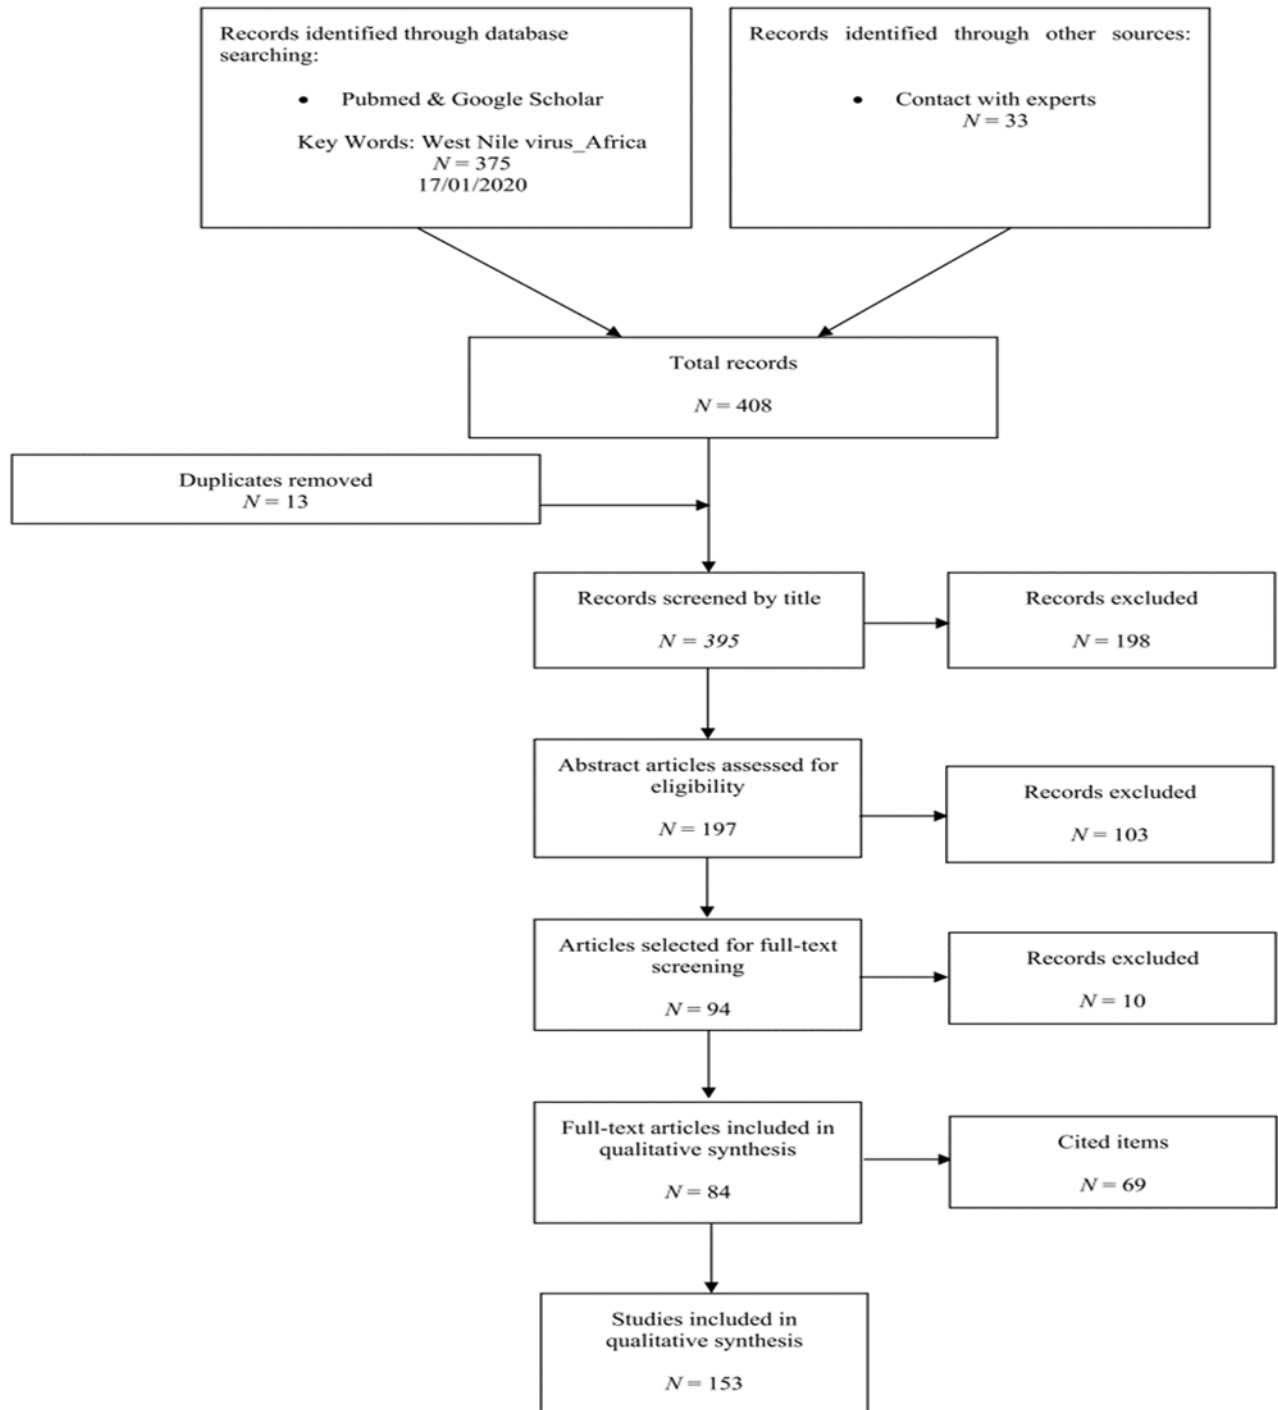 Records identified through database
searching:
• Pubmed & Google Scholar
Key Words: West Nile virus_Africa
N = 375
17/01/2020
Records identified through other sources:
• Contact with experts
N = 33
Total records
N = 408
Duplicates removed
N = 13
Records screened by title
N = 395
Records excluded
N = 198
Abstract articles assessed for
eligibility
N = 197
Records excluded
N = 103
Articles selected for full-text
screening
N = 94
Records excluded
N = 10
Full-text articles included in
qualitative synthesis
N = 84
Cited items
N = 69
Studies included in
qualitative synthesis
N = 153